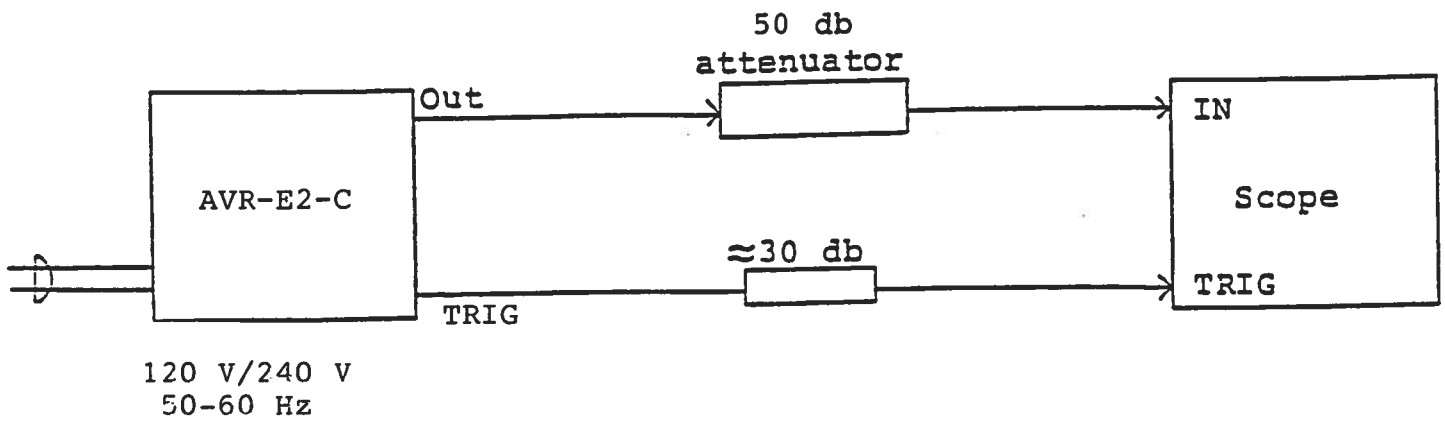 50 db
attenuator
Out
IN
AVR-E2-C
Scope
≈30 db
TRIG
TRIG
120 V/240 V
50-60 Hz